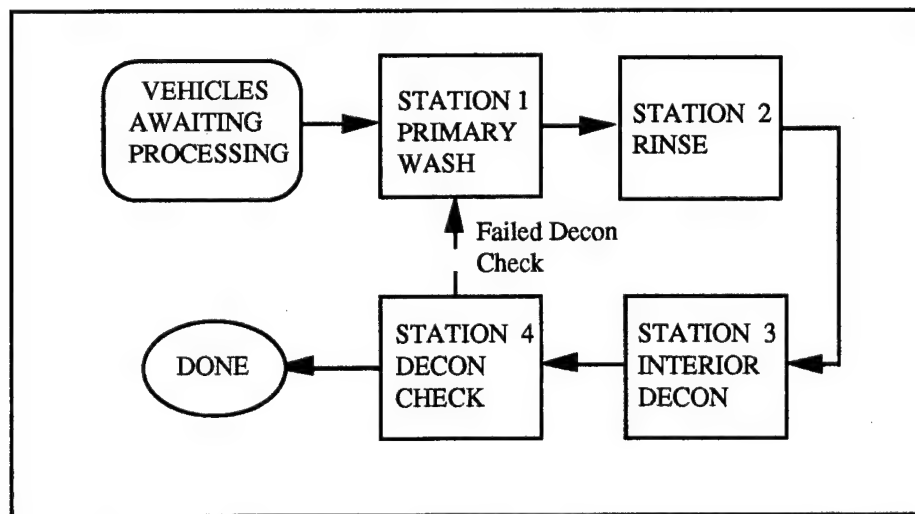 VEHICLES
AWAITING
PROCESSING
STATION 1
PRIMARY
WASH
STATION 2
RINSE
Failed Decon
Check
STATION 3
INTERIOR
DECON
STATION 4
DECON
CHECK
DONE